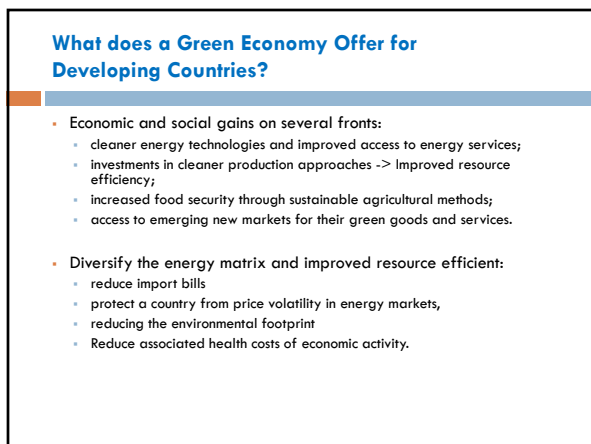 What does a Green Economy Offer for
Developing Countries?
▪ Economic and social gains on several fronts:
▪ cleaner energy technologies and improved access to energy services;
▪ investments in cleaner production approaches -> Improved resource
efficiency;
▪ increased food security through sustainable agricultural methods;
▪ access to emerging new markets for their green goods and services.
▪ Diversify the energy matrix and improved resource efficient:
▪ reduce import bills
▪ protect a country from price volatility in energy markets,
▪ reducing the environmental footprint
▪ Reduce associated health costs of economic activity.